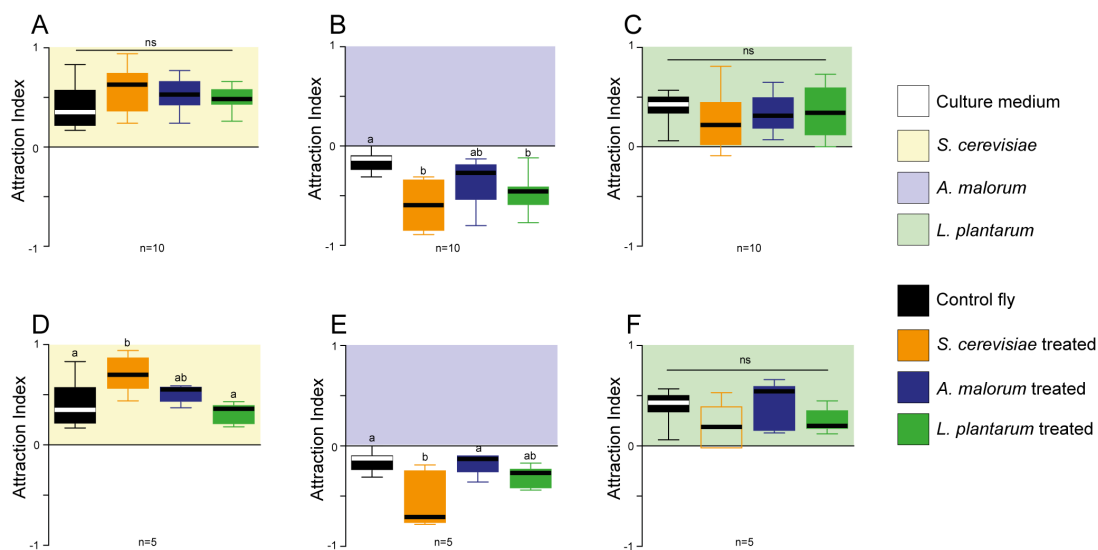 A
B
C
1
ns
Attraction Index
0
-1
n=10
1
Attraction Index
0
a
b
ab
b
-1
n=10
1
ns
Attraction Index
0
-1
n=10
Culture medium
S. cerevisiae
A. malorum
L. plantarum
Control fly
S. cerevisiae treated
A. malorum treated
L. plantarum treated
D
E
F
1
a
b
ab
a
Attraction Index
0
-1
n=5
1
Attraction Index
0
a
b
a
ab
-1
n=5
1
ns
Attraction Index
0
-1
n=5